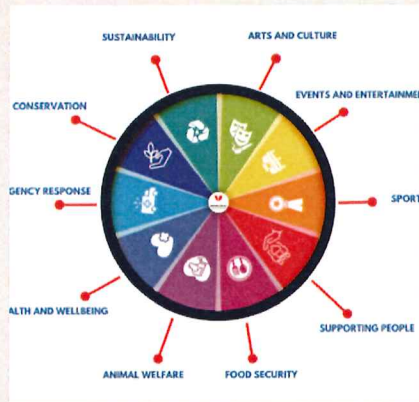 SUSTAINABILITY
ARTS AND CULTURE
EVENTS AND ENTERTAINME
CONSERVATION
GENCY RESPONSE
SPORT
ALTH AND WELLBEING
SUPPORTING PEOPLE
ANIMAL WELFARE
FOOD SECURITY